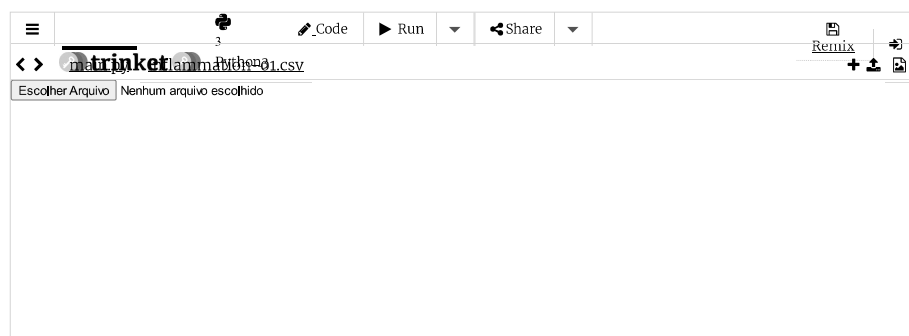 Code Run Share
3
Remix
trinket Python3
main.py inflammation-01.csv
Escolher Arquivo Nenhum arquivo escolhido